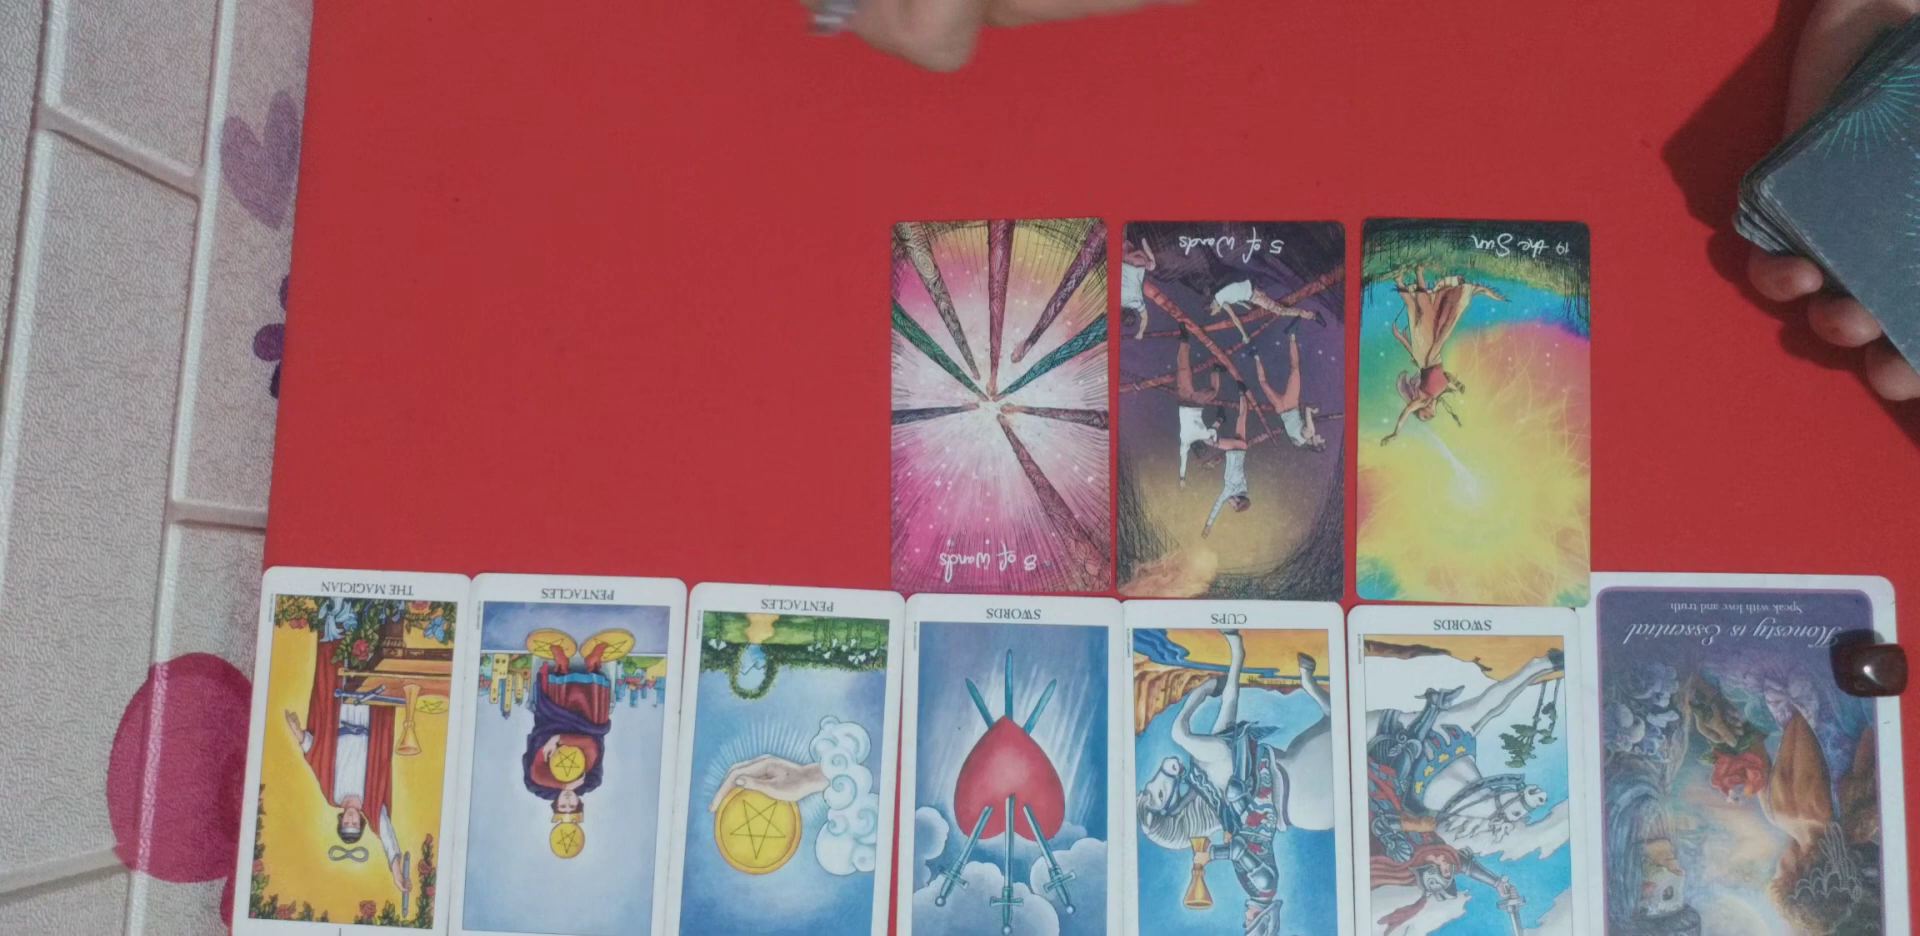 19 the Sun
5 of Wands
8 of wands
Honesty is Essential
Speak with love and truth
SWORDS
CUPS
SWORDS
PENTACLES
PENTACLES
THE MAGICIAN